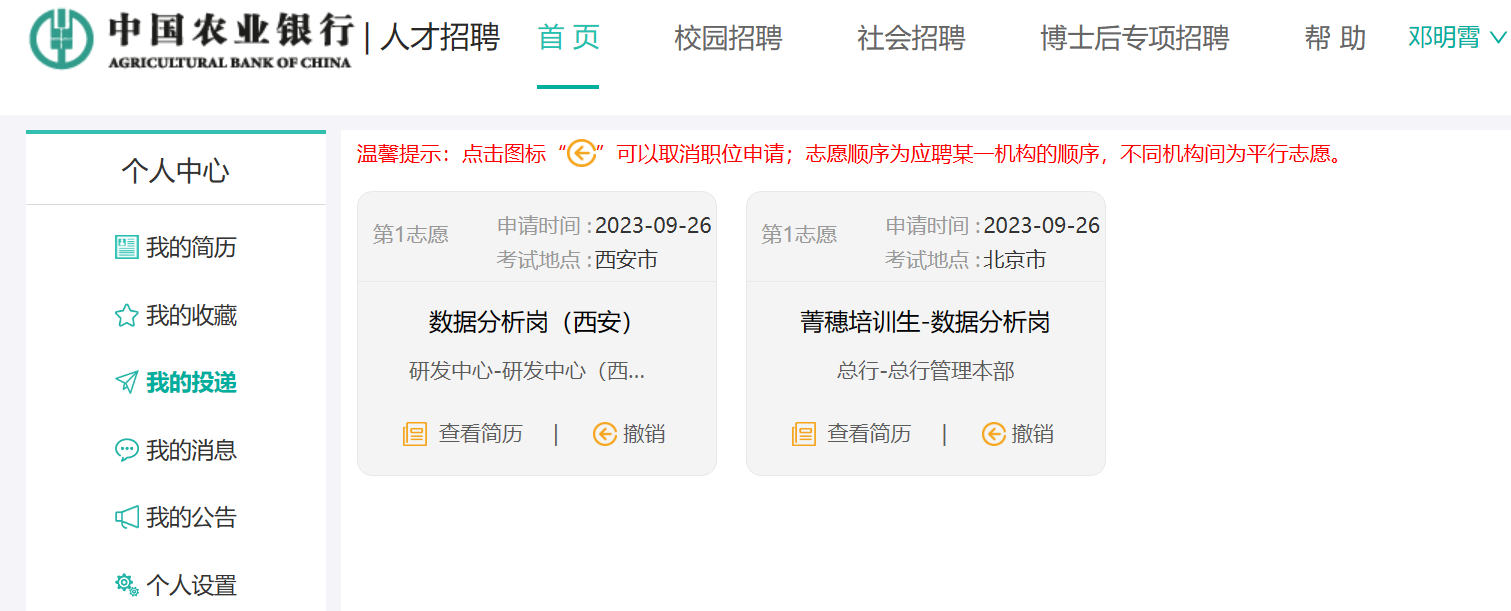 中国农业银行 | 人才招聘
AGRICULTURAL BANK OF CHINA
首 页
校园招聘
社会招聘
博士后专项招聘
帮 助
邓明霄
个人中心
我的简历
我的收藏
我的投递
我的消息
我的公告
个人设置
温馨提示：点击图标“”可以取消职位申请；志愿顺序为应聘某一机构的顺序，不同机构间为平行志愿。
第1志愿
申请时间 : 2023-09-26
考试地点 : 西安市
数据分析岗（西安）
研发中心-研发中心（西...
查看简历 | 撤销
第1志愿
申请时间 : 2023-09-26
考试地点 : 北京市
菁穗培训生-数据分析岗
总行-总行管理本部
查看简历 | 撤销